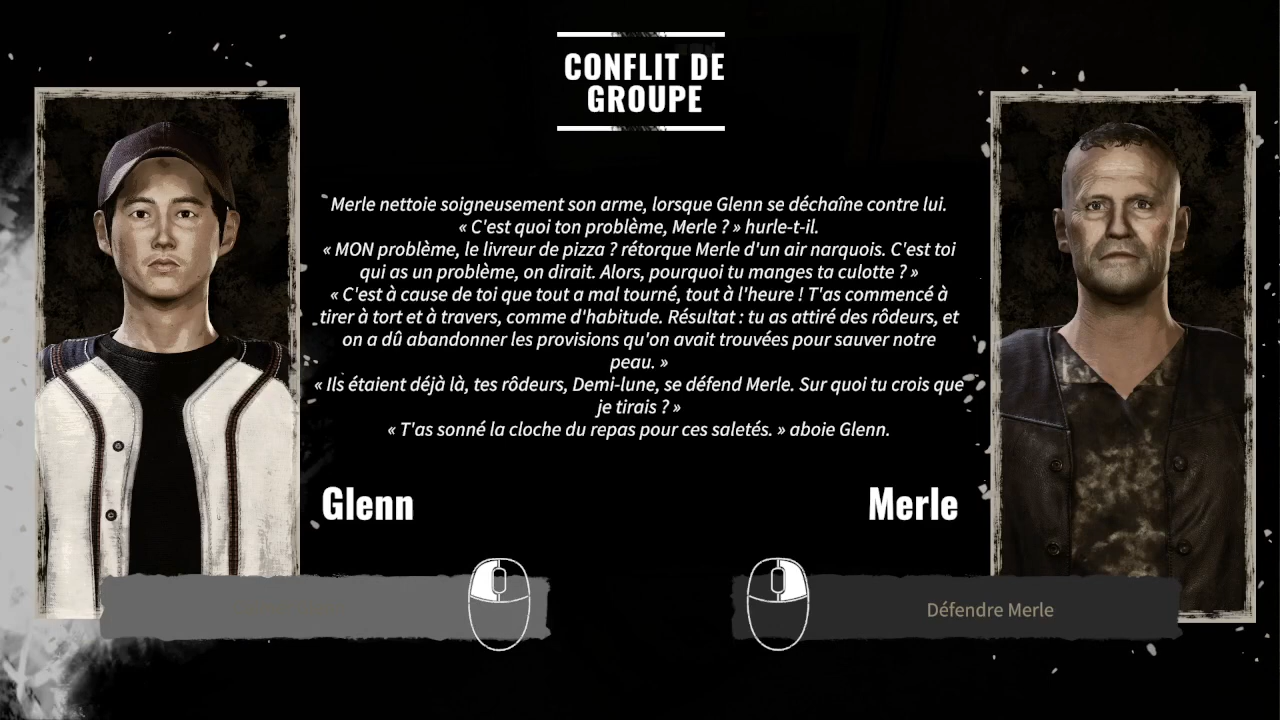 CONFLIT DE
GROUPE
Merle nettoie soigneusement son arme, lorsque Glenn se déchaîne contre lui.
« C'est quoi ton problème, Merle ? » hurle-t-il.
« MON problème, le livreur de pizza ? rétorque Merle d'un air narquois. C'est toi
qui as un problème, on dirait. Alors, pourquoi tu manges ta culotte ? »
« C'est à cause de toi que tout a mal tourné, tout à l'heure ! T'as commencé à
tirer à tort et à travers, comme d'habitude. Résultat : tu as attiré des rôdeurs, et
on a dû abandonner les provisions qu'on avait trouvées pour sauver notre
peau. »
« Ils étaient déjà là, tes rôdeurs, Demi-lune, se défend Merle. Sur quoi tu crois que
je tirais ? »
« T'as sonné la cloche du repas pour ces saletés. » aboie Glenn.
Glenn
Merle
Défendre Merle